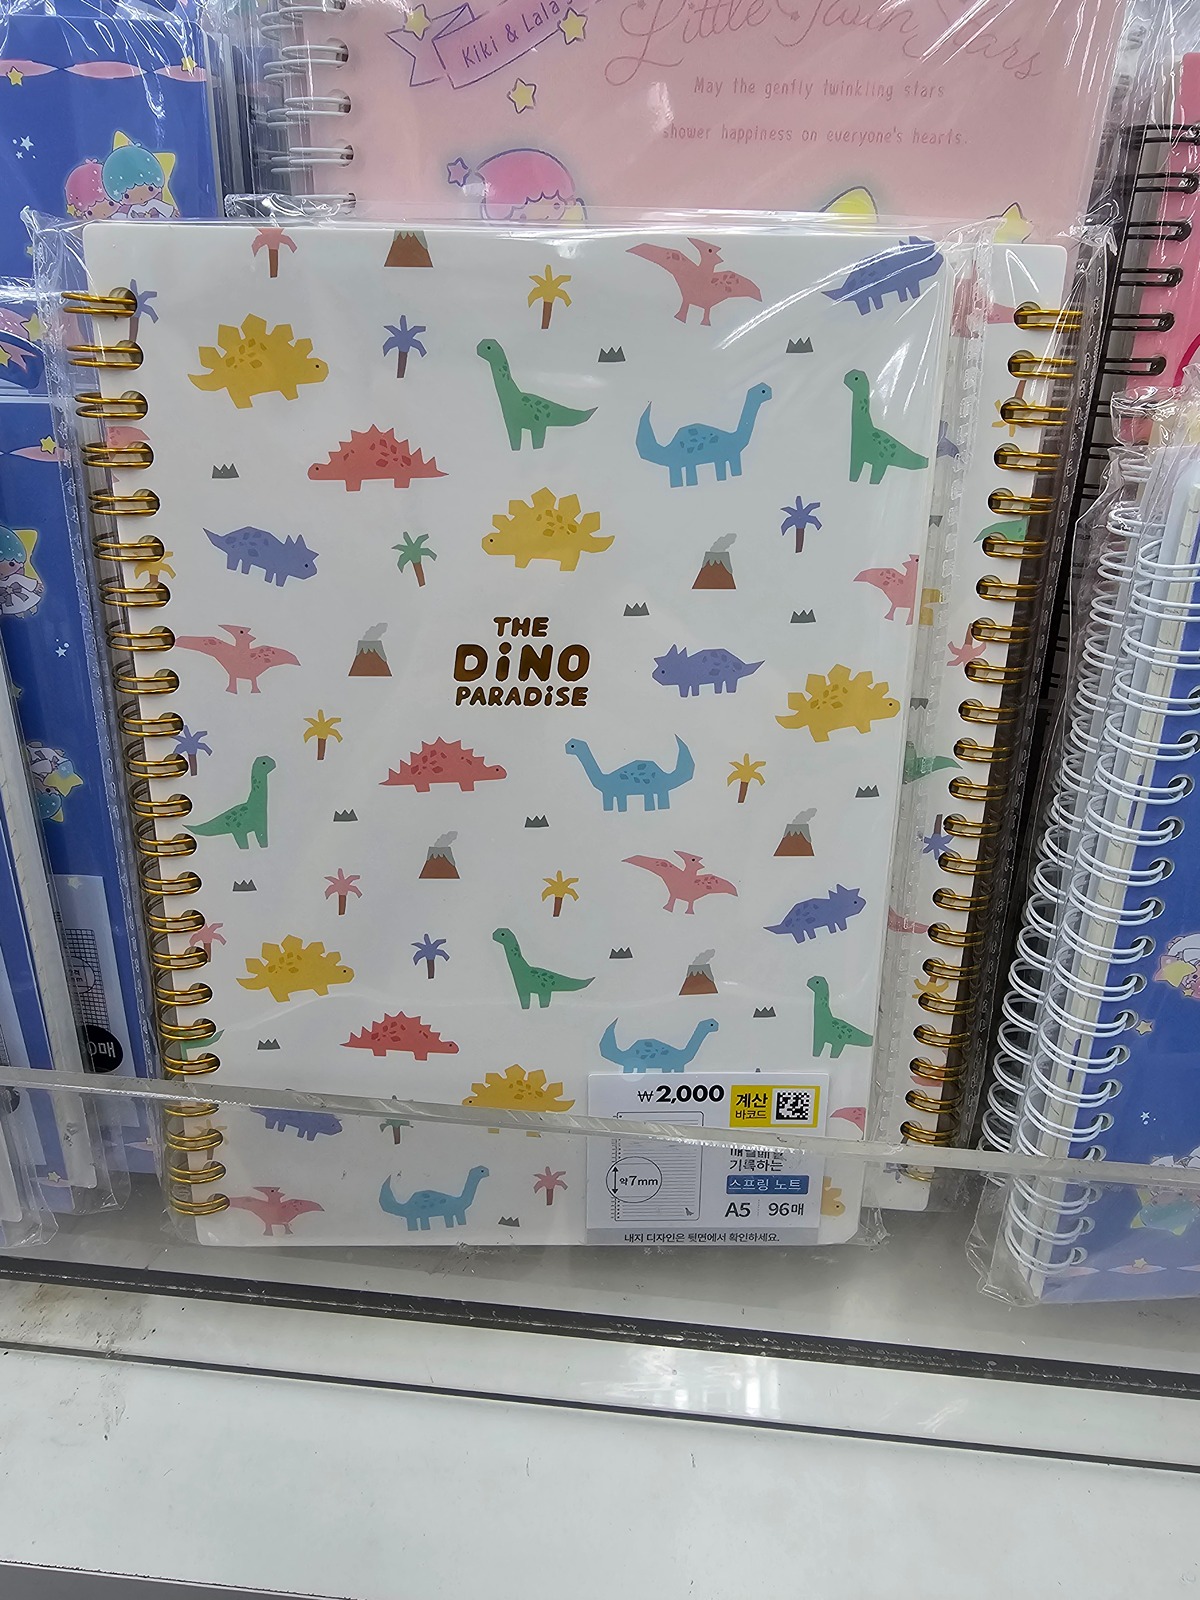 Kiki & Lala
Little Twin Stars
May the gently twinkling stars
shower happiness on everyone's hearts.
THE
DiNO
PARADiSE
₩2,000
계산
바코드
기록하는
약7mm
스프링 노트
A5 96매
내지 디자인은 뒷면에서 확인하세요.